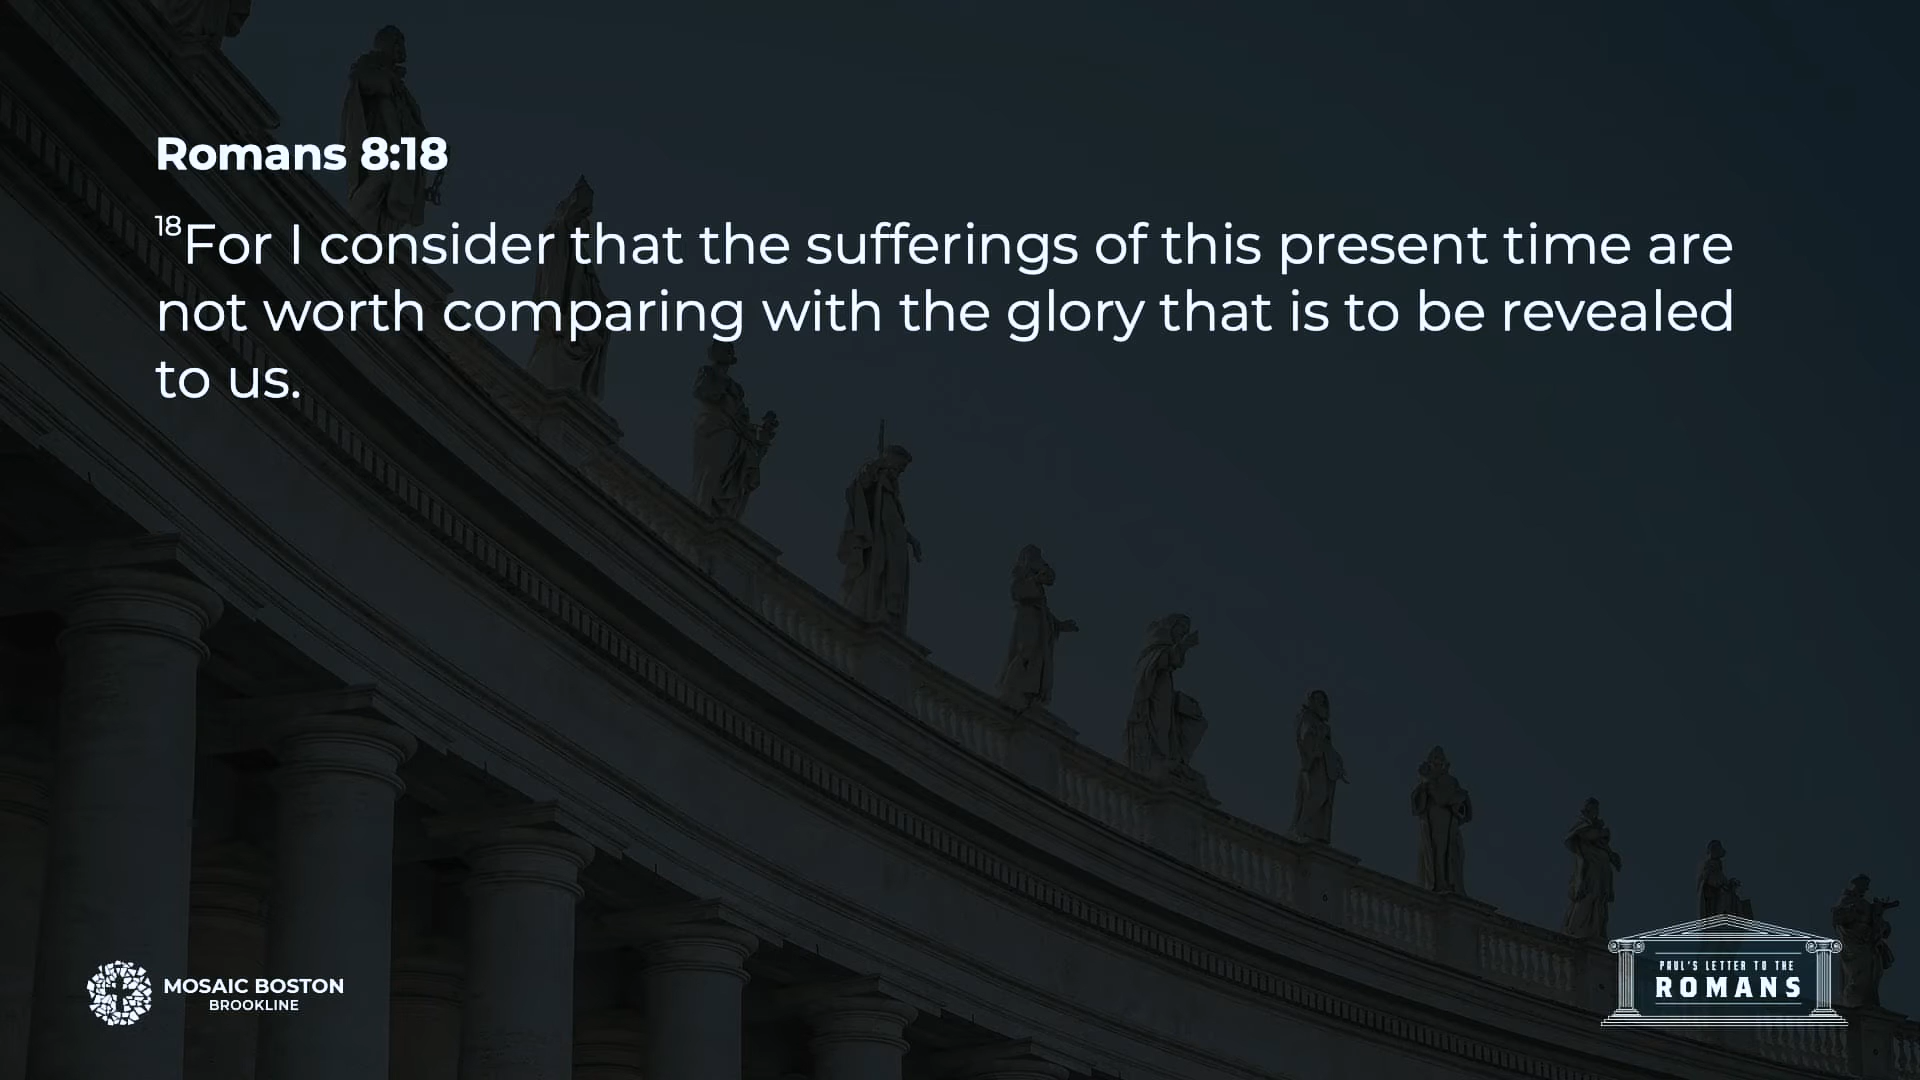 Romans 8:18
18For I consider that the sufferings of this present time are
not worth comparing with the glory that is to be revealed
to us.
MOSAIC BOSTON
BROOKLINE
PAUL'S LETTER TO THE
ROMANS